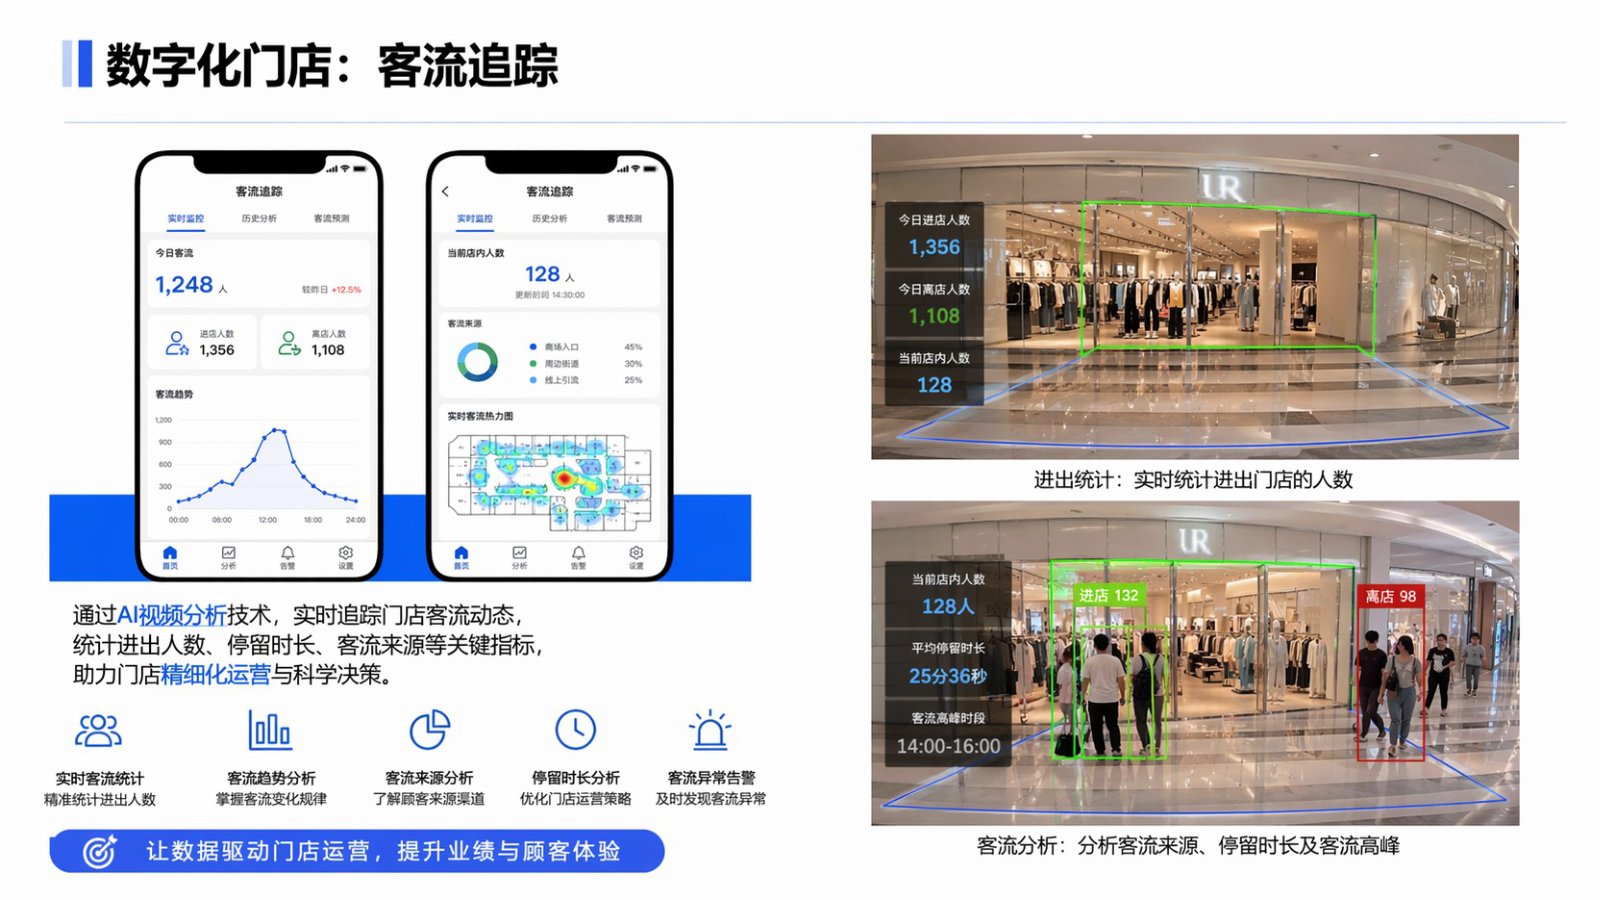 数字化门店：客流追踪
客流追踪
实时监控 历史分析 客流预测
今日客流
1,248 人
较昨日 +12.5%
进店人数
1,356
离店人数
1,108
客流趋势
1,200
900
600
300
0
00:00 06:00 12:00 18:00 24:00
首页 分析 告警 设置
客流追踪
实时监控 历史分析 客流预测
当前店内人数
128 人
更新时间 14:30:00
客流来源
商场入口 45%
周边街道 30%
线上引流 25%
实时客流热力图
首页 分析 告警 设置
通过AI视频分析技术，实时追踪门店客流动态，
统计进出人数、停留时长、客流来源等关键指标，
助力门店精细化运营与科学决策。
实时客流统计
精准统计进出人数
客流趋势分析
掌握客流变化规律
客流来源分析
了解顾客来源渠道
停留时长分析
优化门店运营策略
客流异常告警
及时发现客流异常
让数据驱动门店运营，提升业绩与顾客体验
UR
今日进店人数
1,356
今日离店人数
1,108
当前店内人数
128
进出统计：实时统计进出门店的人数
UR
当前店内人数
128人
平均停留时长
25分36秒
客流高峰时段
14:00-16:00
进店 132
离店 98
客流分析：分析客流来源、停留时长及客流高峰